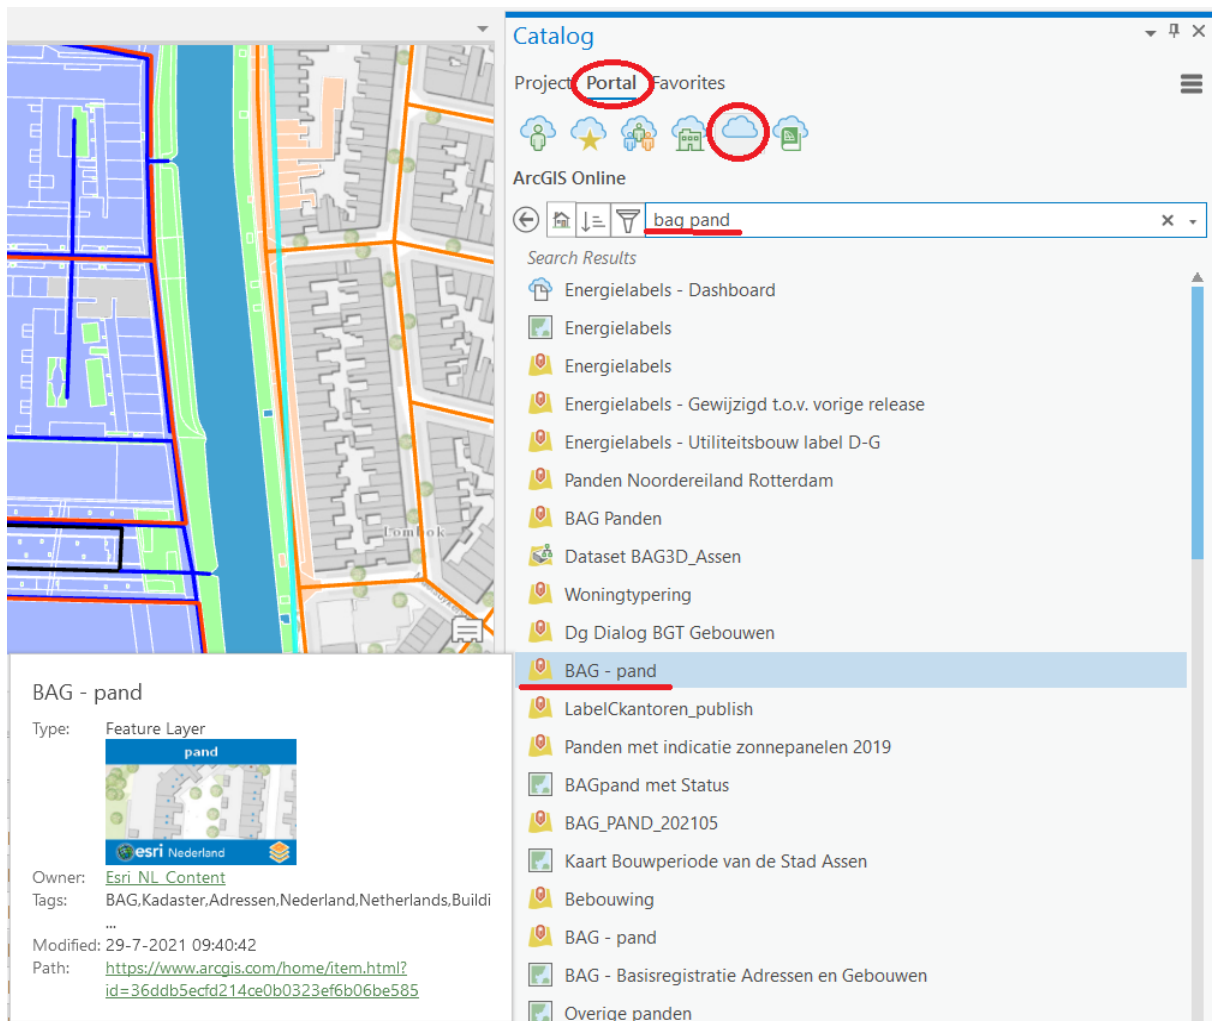 Catalog
Project Portal Favorites
ArcGIS Online
bag pand
Search Results
Energielabels - Dashboard
Energielabels
Energielabels
Energielabels - Gewijzigd t.o.v. vorige release
Energielabels - Utiliteitsbouw label D-G
Panden Noordereiland Rotterdam
BAG Panden
Dataset BAG3D_Assen
Woningtypering
Dg Dialog BGT Gebouwen
BAG - pand
LabelCkantoren_publish
Panden met indicatie zonnepanelen 2019
BAGpand met Status
BAG_PAND_202105
Kaart Bouwperiode van de Stad Assen
Bebouwing
BAG - pand
BAG - Basisregistratie Adressen en Gebouwen
Overige panden
Lombok
BAG - pand
Type: Feature Layer
pand
esri Nederland
Owner: Esri_NL_Content
Tags: BAG,Kadaster,Adressen,Nederland,Netherlands,Buildi
...
Modified: 29-7-2021 09:40:42
Path: https://www.arcgis.com/home/item.html?
id=36ddb5ecfd214ce0b0323ef6b06be585